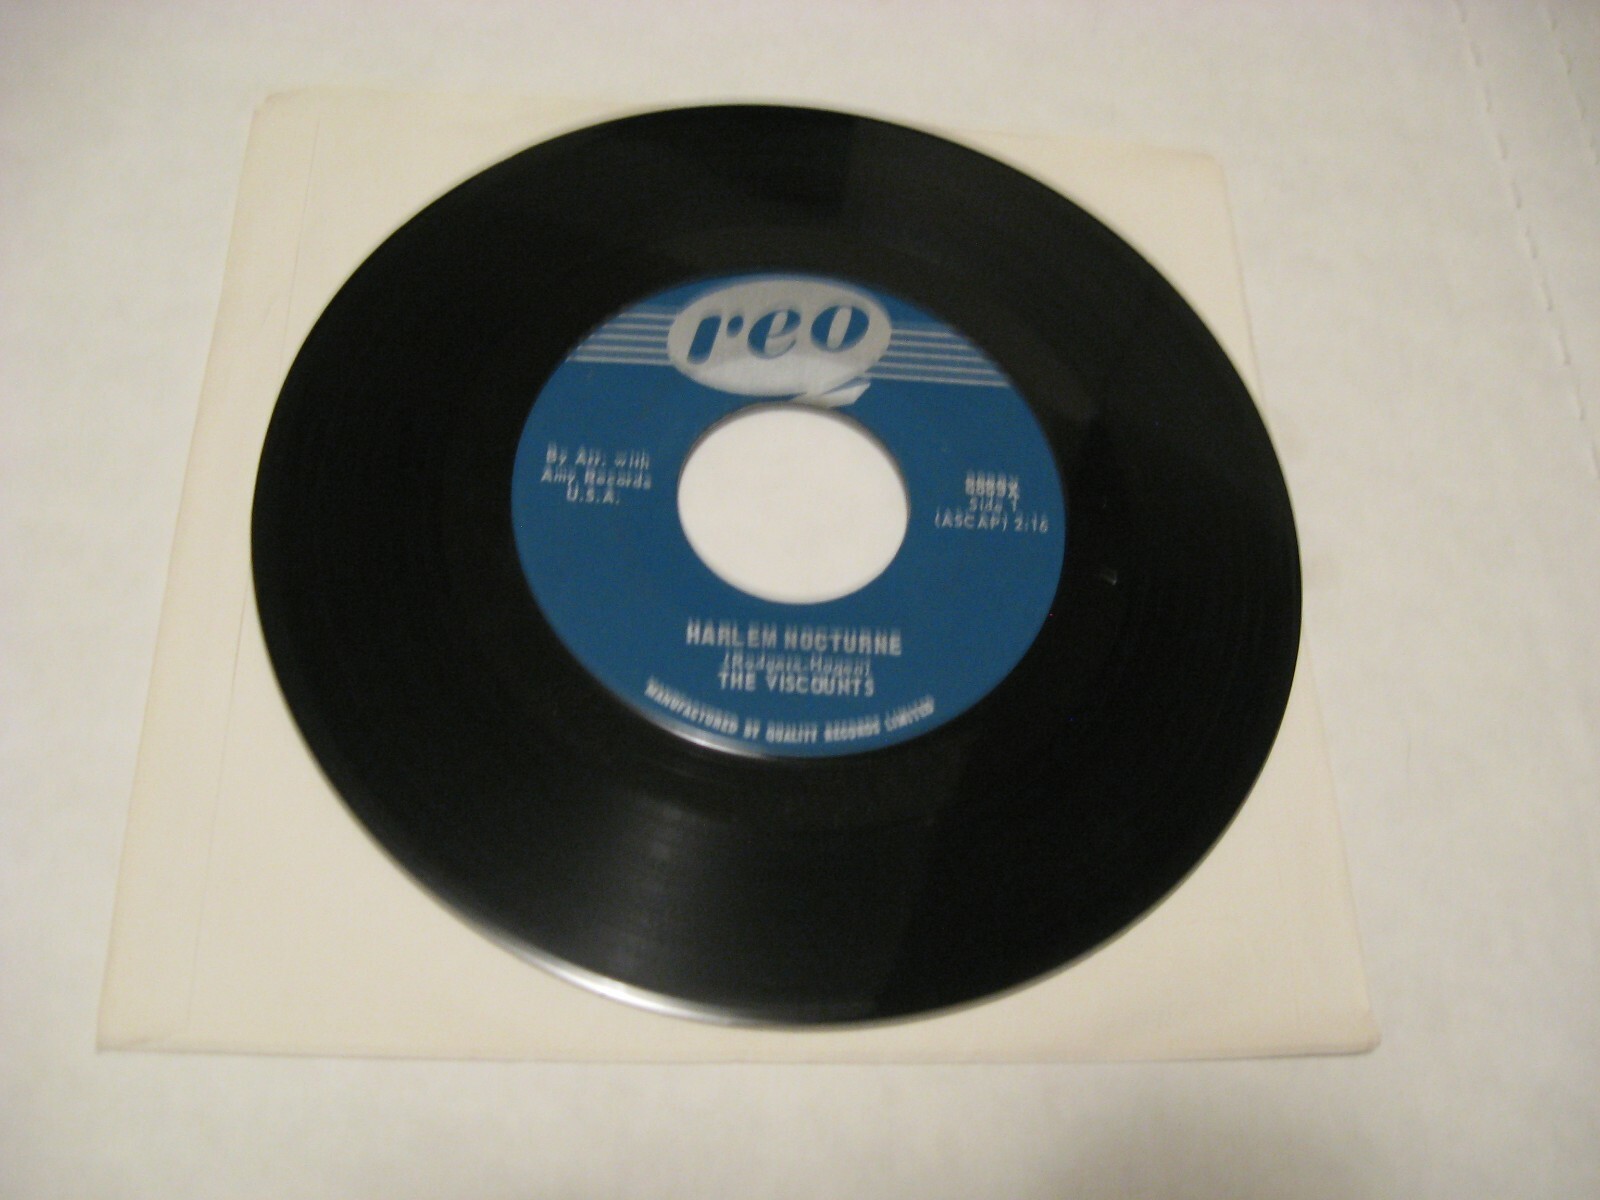 reo
By Arr. with
Amy Records
U.S.A.
Side 1
(ASCAP) 2:16
HARLEM NOCTURNE
THE VISCOUNTS
MANUFACTURED BY QUALITY RECORDS LIMITED